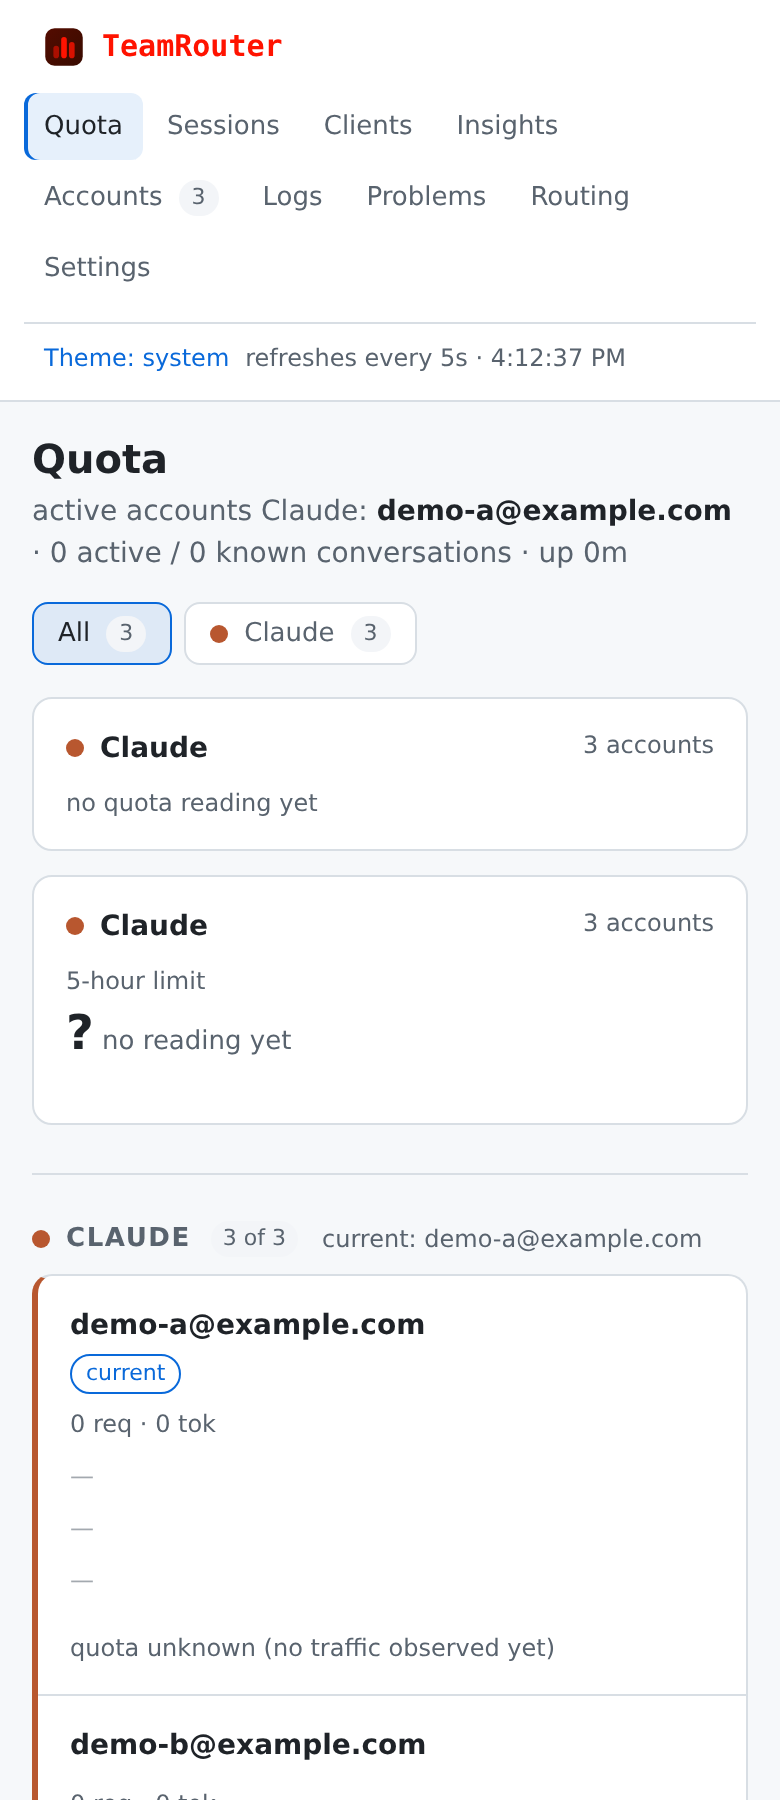 TeamRouter
Quota Sessions Clients Insights
Accounts 3 Logs Problems Routing
Settings
Theme: system refreshes every 5s · 4:12:37 PM
Quota
active accounts Claude: demo-a@example.com
· 0 active / 0 known conversations · up 0m
All 3 Claude 3
Claude 3 accounts
no quota reading yet
Claude 3 accounts
5-hour limit
? no reading yet
CLAUDE 3 of 3 current: demo-a@example.com
demo-a@example.com
current
0 req · 0 tok
—
—
—
quota unknown (no traffic observed yet)
demo-b@example.com
0 req · 0 tok